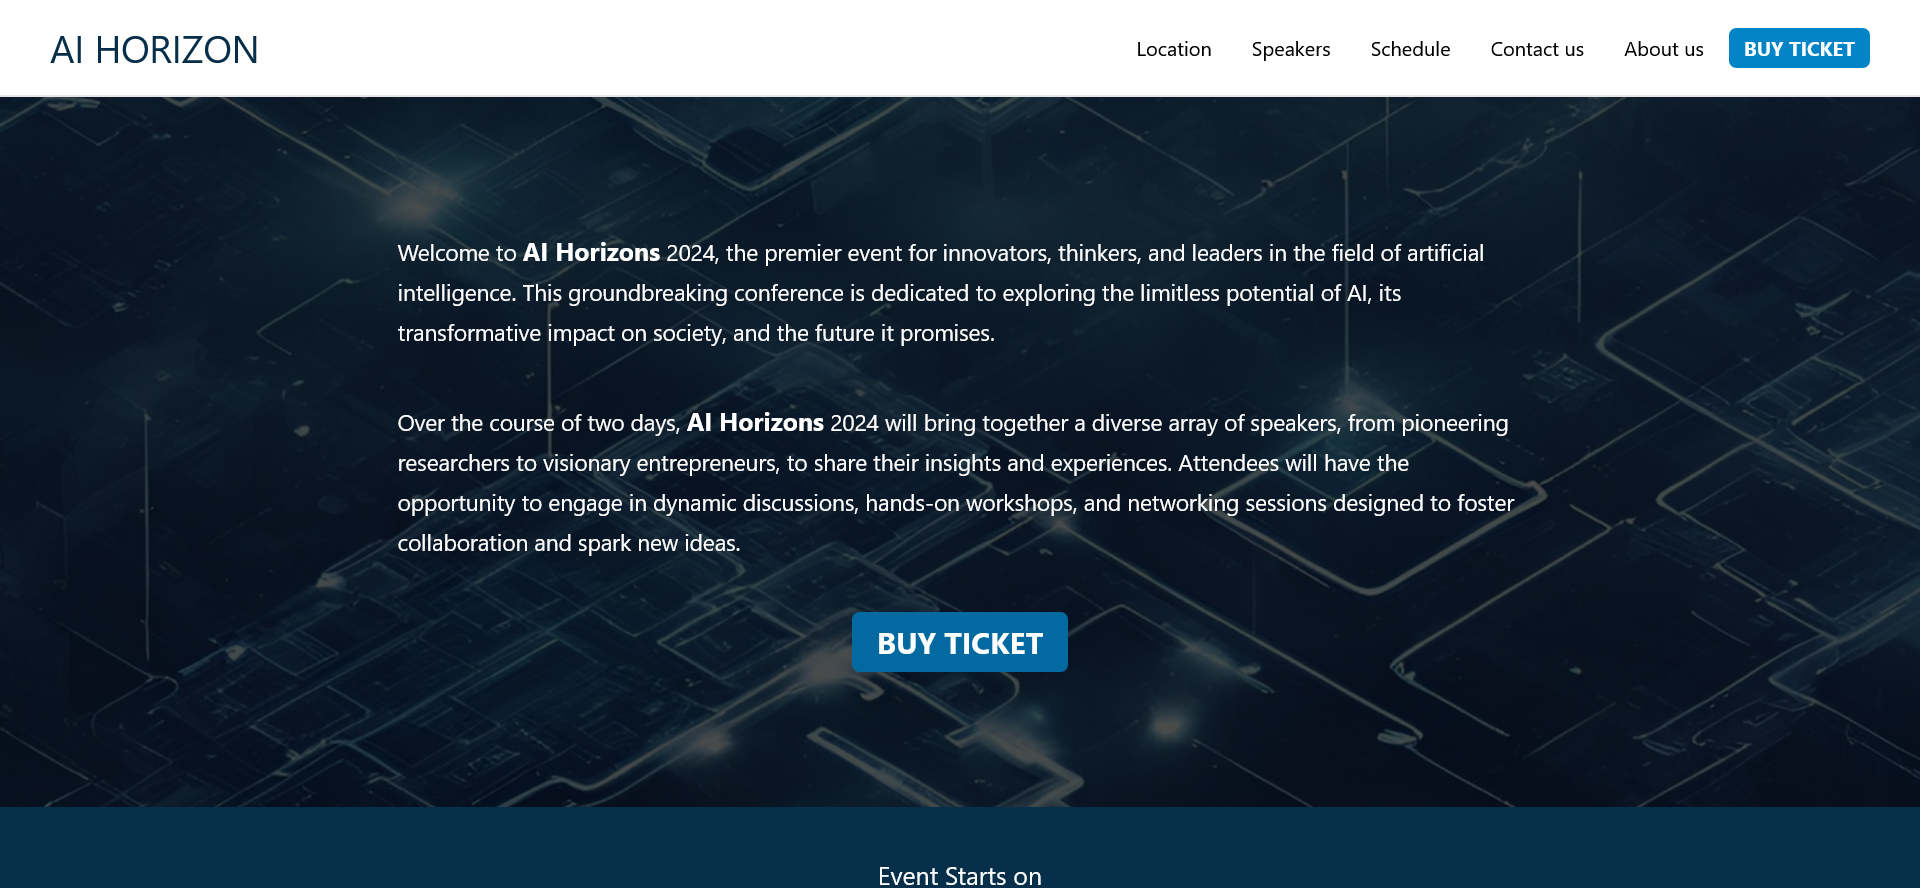 AI HORIZON
Location
Speakers
Schedule
Contact us
About us
BUY TICKET
Welcome to AI Horizons 2024, the premier event for innovators, thinkers, and leaders in the field of artificial
intelligence. This groundbreaking conference is dedicated to exploring the limitless potential of AI, its
transformative impact on society, and the future it promises.
Over the course of two days, AI Horizons 2024 will bring together a diverse array of speakers, from pioneering
researchers to visionary entrepreneurs, to share their insights and experiences. Attendees will have the
opportunity to engage in dynamic discussions, hands-on workshops, and networking sessions designed to foster
collaboration and spark new ideas.
BUY TICKET
Event Starts on